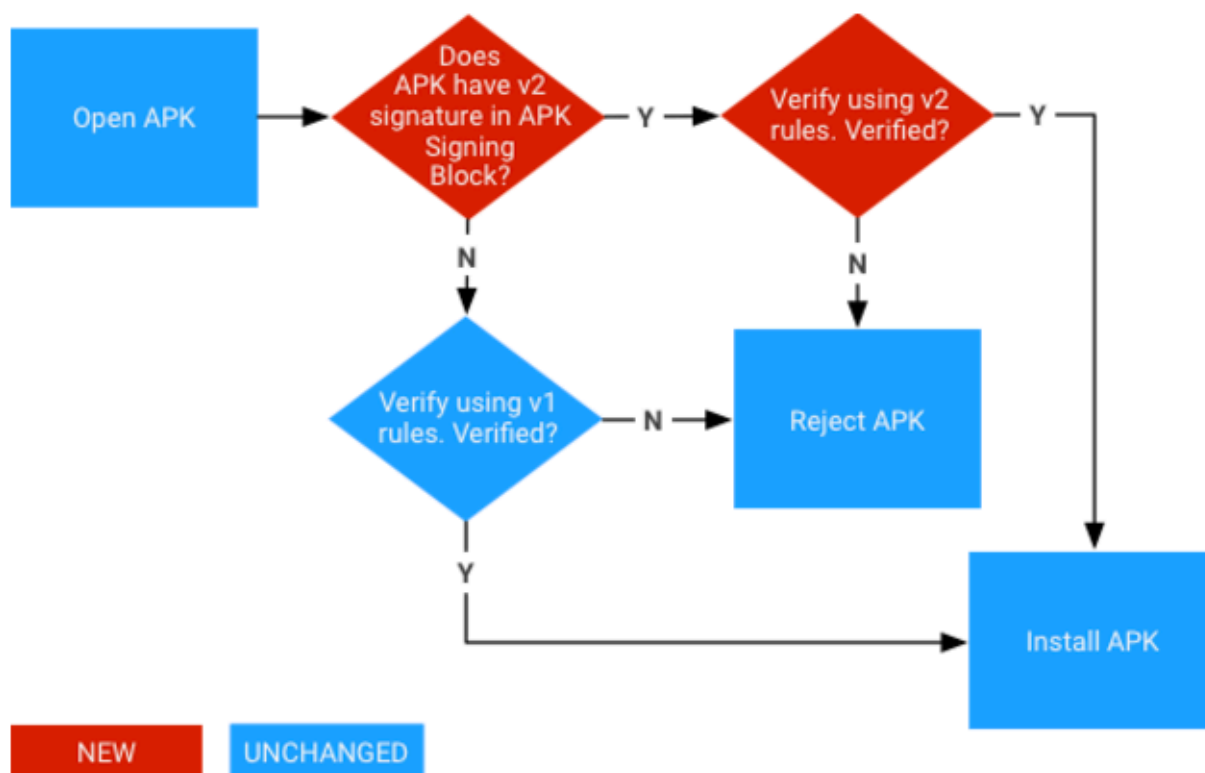 Open APK
Does
APK have v2
signature in APK
Signing
Block?
Y
Verify using v2
rules. Verified?
Y
N
N
Verify using v1
rules. Verified?
N
Reject APK
Y
Install APK
NEW
UNCHANGED